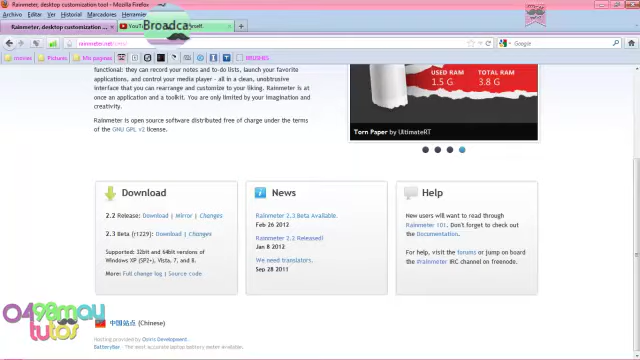 Rainmeter, desktop customization tool - Mozilla Firefox
Archivo Editar Ver Historial Marcadores Herramientas
Rainmeter, desktop customization ...
Broadca
rainmeter.net
Google
movies Pictures Mis paginas BRUSHES
functional: they can record your notes and to-do lists, launch your favorite
applications, and control your media player - all in a clean, unobtrusive
interface that you can rearrange and customize to your liking. Rainmeter is
at once an application and a toolkit. You are only limited by your imagination and
creativity.
Rainmeter is open source software distributed free of charge under the terms
of the GNU GPL v2 license.
USED RAM
1.5 G
TOTAL RAM
3.8 G
Torn Paper by UltimateRT
Download
2.2 Release: Download | Mirror | Changes
2.3 Beta (r1229): Download | Changes
Supported: 32bit and 64bit versions of
Windows XP (SP2+), Vista, 7, and 8.
More: Full change log | Source code
News
Rainmeter 2.3 Beta Available.
Feb 26 2012
Rainmeter 2.2 Released!
Jan 8 2012
We need translators.
Sep 28 2011
Help
New users will want to read through
Rainmeter 101. Don't forget to check out
the Documentation.
For help, visit the forums or jump on board
the #rainmeter IRC channel on freenode.
0498mau
tutos
中国站点 (Chinese)
Hosting provided by Osiris Development.
BatteryBar - The most accurate laptop battery meter available.